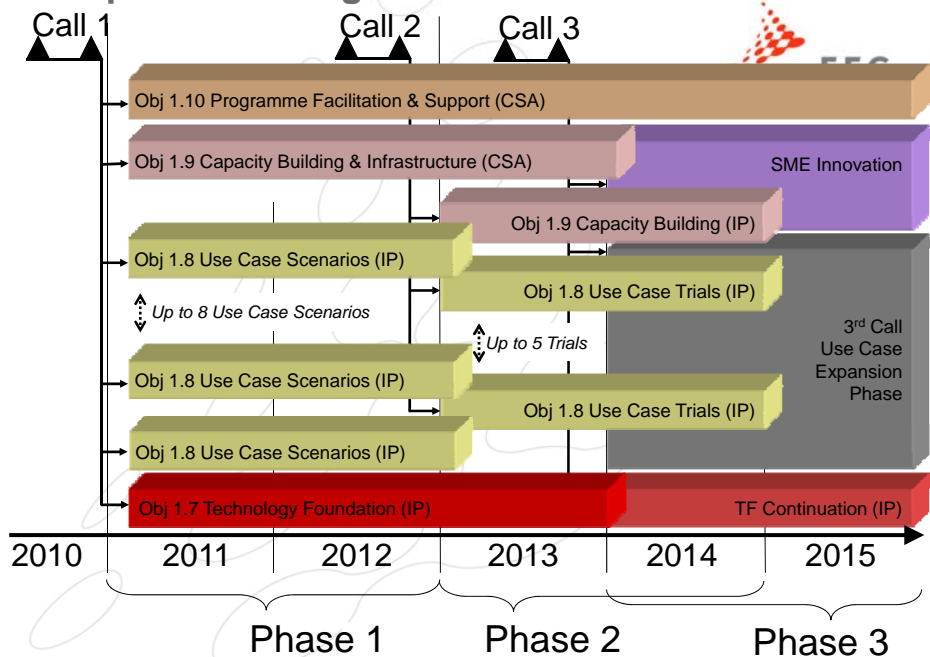 Call 1
Call 2
Call 3
Obj 1.10 Programme Facilitation & Support (CSA)
Obj 1.9 Capacity Building & Infrastructure (CSA)
SME Innovation
Obj 1.9 Capacity Building (IP)
Obj 1.8 Use Case Scenarios (IP)
Obj 1.8 Use Case Trials (IP)
Up to 8 Use Case Scenarios
Up to 5 Trials
3rd Call
Use Case
Expansion
Phase
Obj 1.8 Use Case Scenarios (IP)
Obj 1.8 Use Case Trials (IP)
Obj 1.8 Use Case Scenarios (IP)
Obj 1.7 Technology Foundation (IP)
TF Continuation (IP)
2010
2011
2012
2013
2014
2015
Phase 1
Phase 2
Phase 3